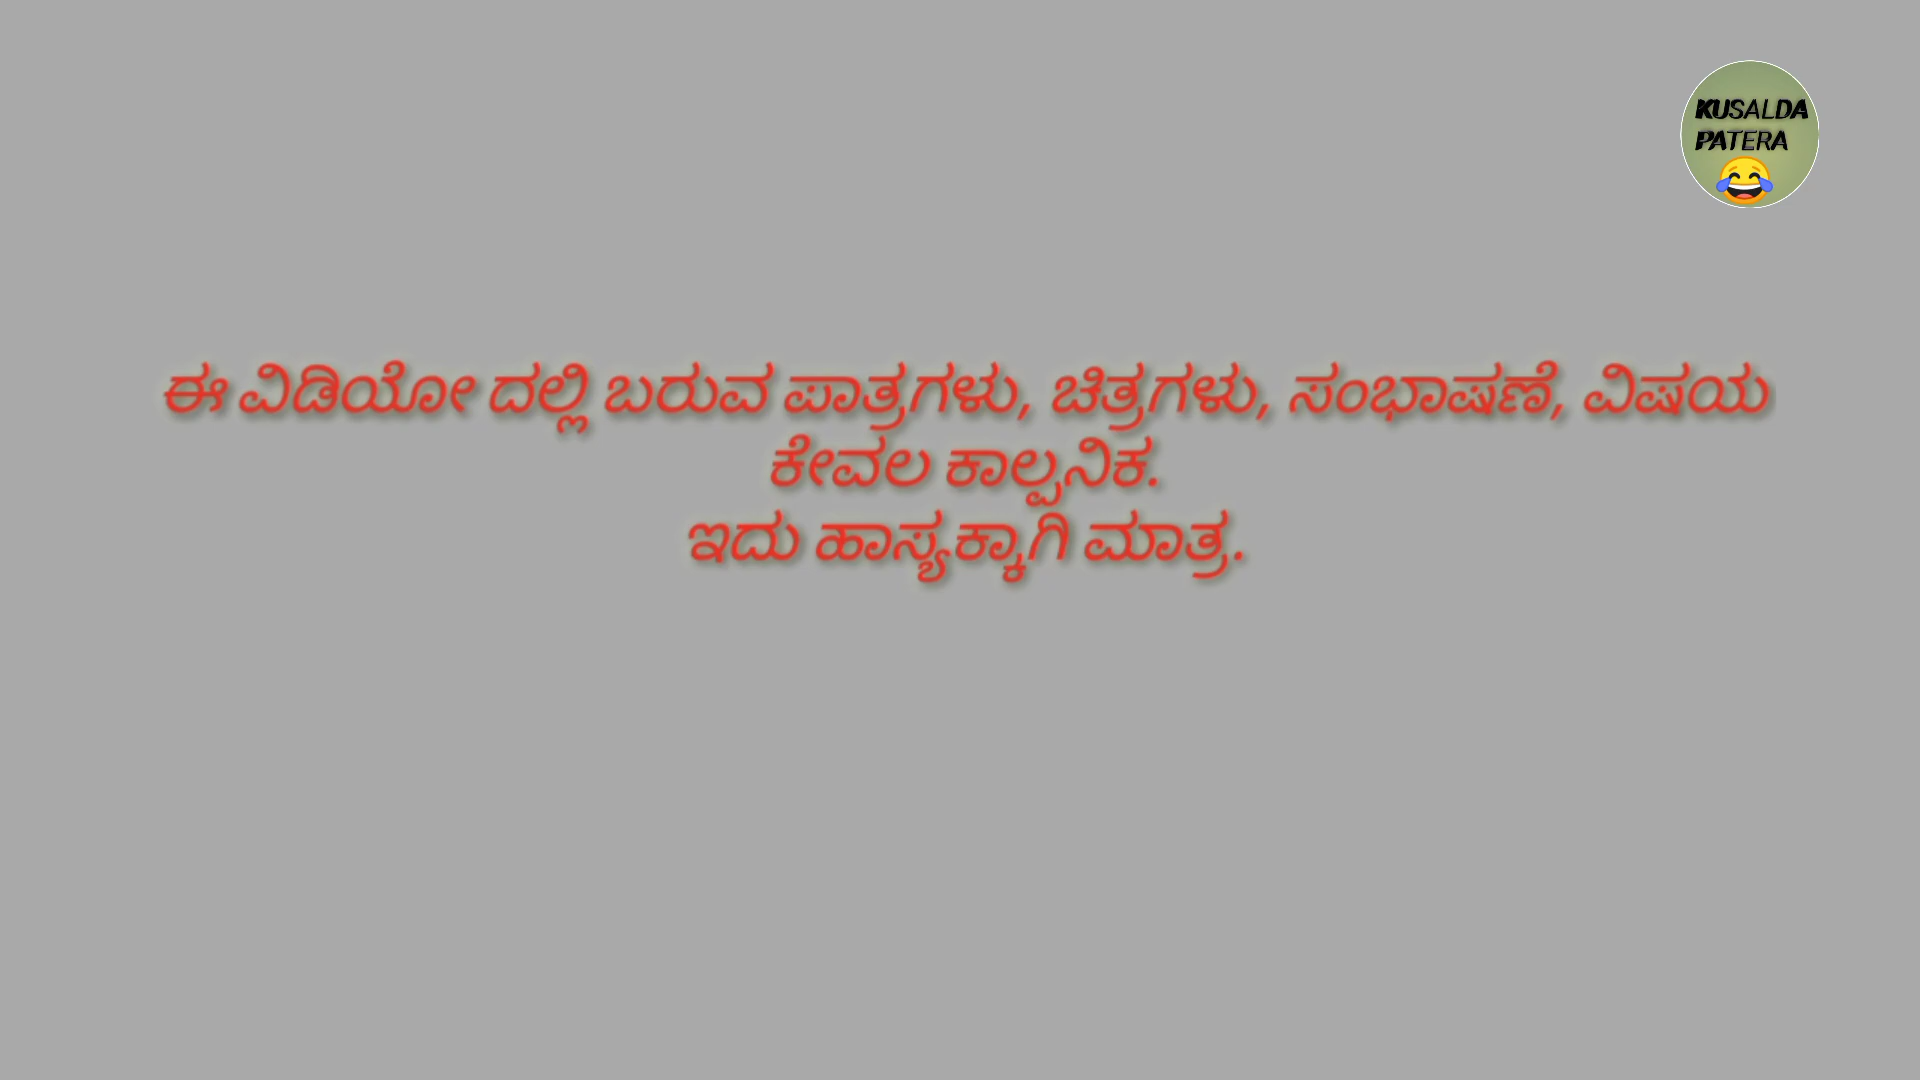 KUSALDA
PATERA
ಈ ವಿಡಿಯೋ ದಲ್ಲಿ ಬರುವ ಪಾತ್ರಗಳು, ಚಿತ್ರಗಳು, ಸಂಭಾಷಣೆ, ವಿಷಯ
ಕೇವಲ ಕಾಲ್ಪನಿಕ.
ಇದು ಹಾಸ್ಯಕ್ಕಾಗಿ ಮಾತ್ರ.